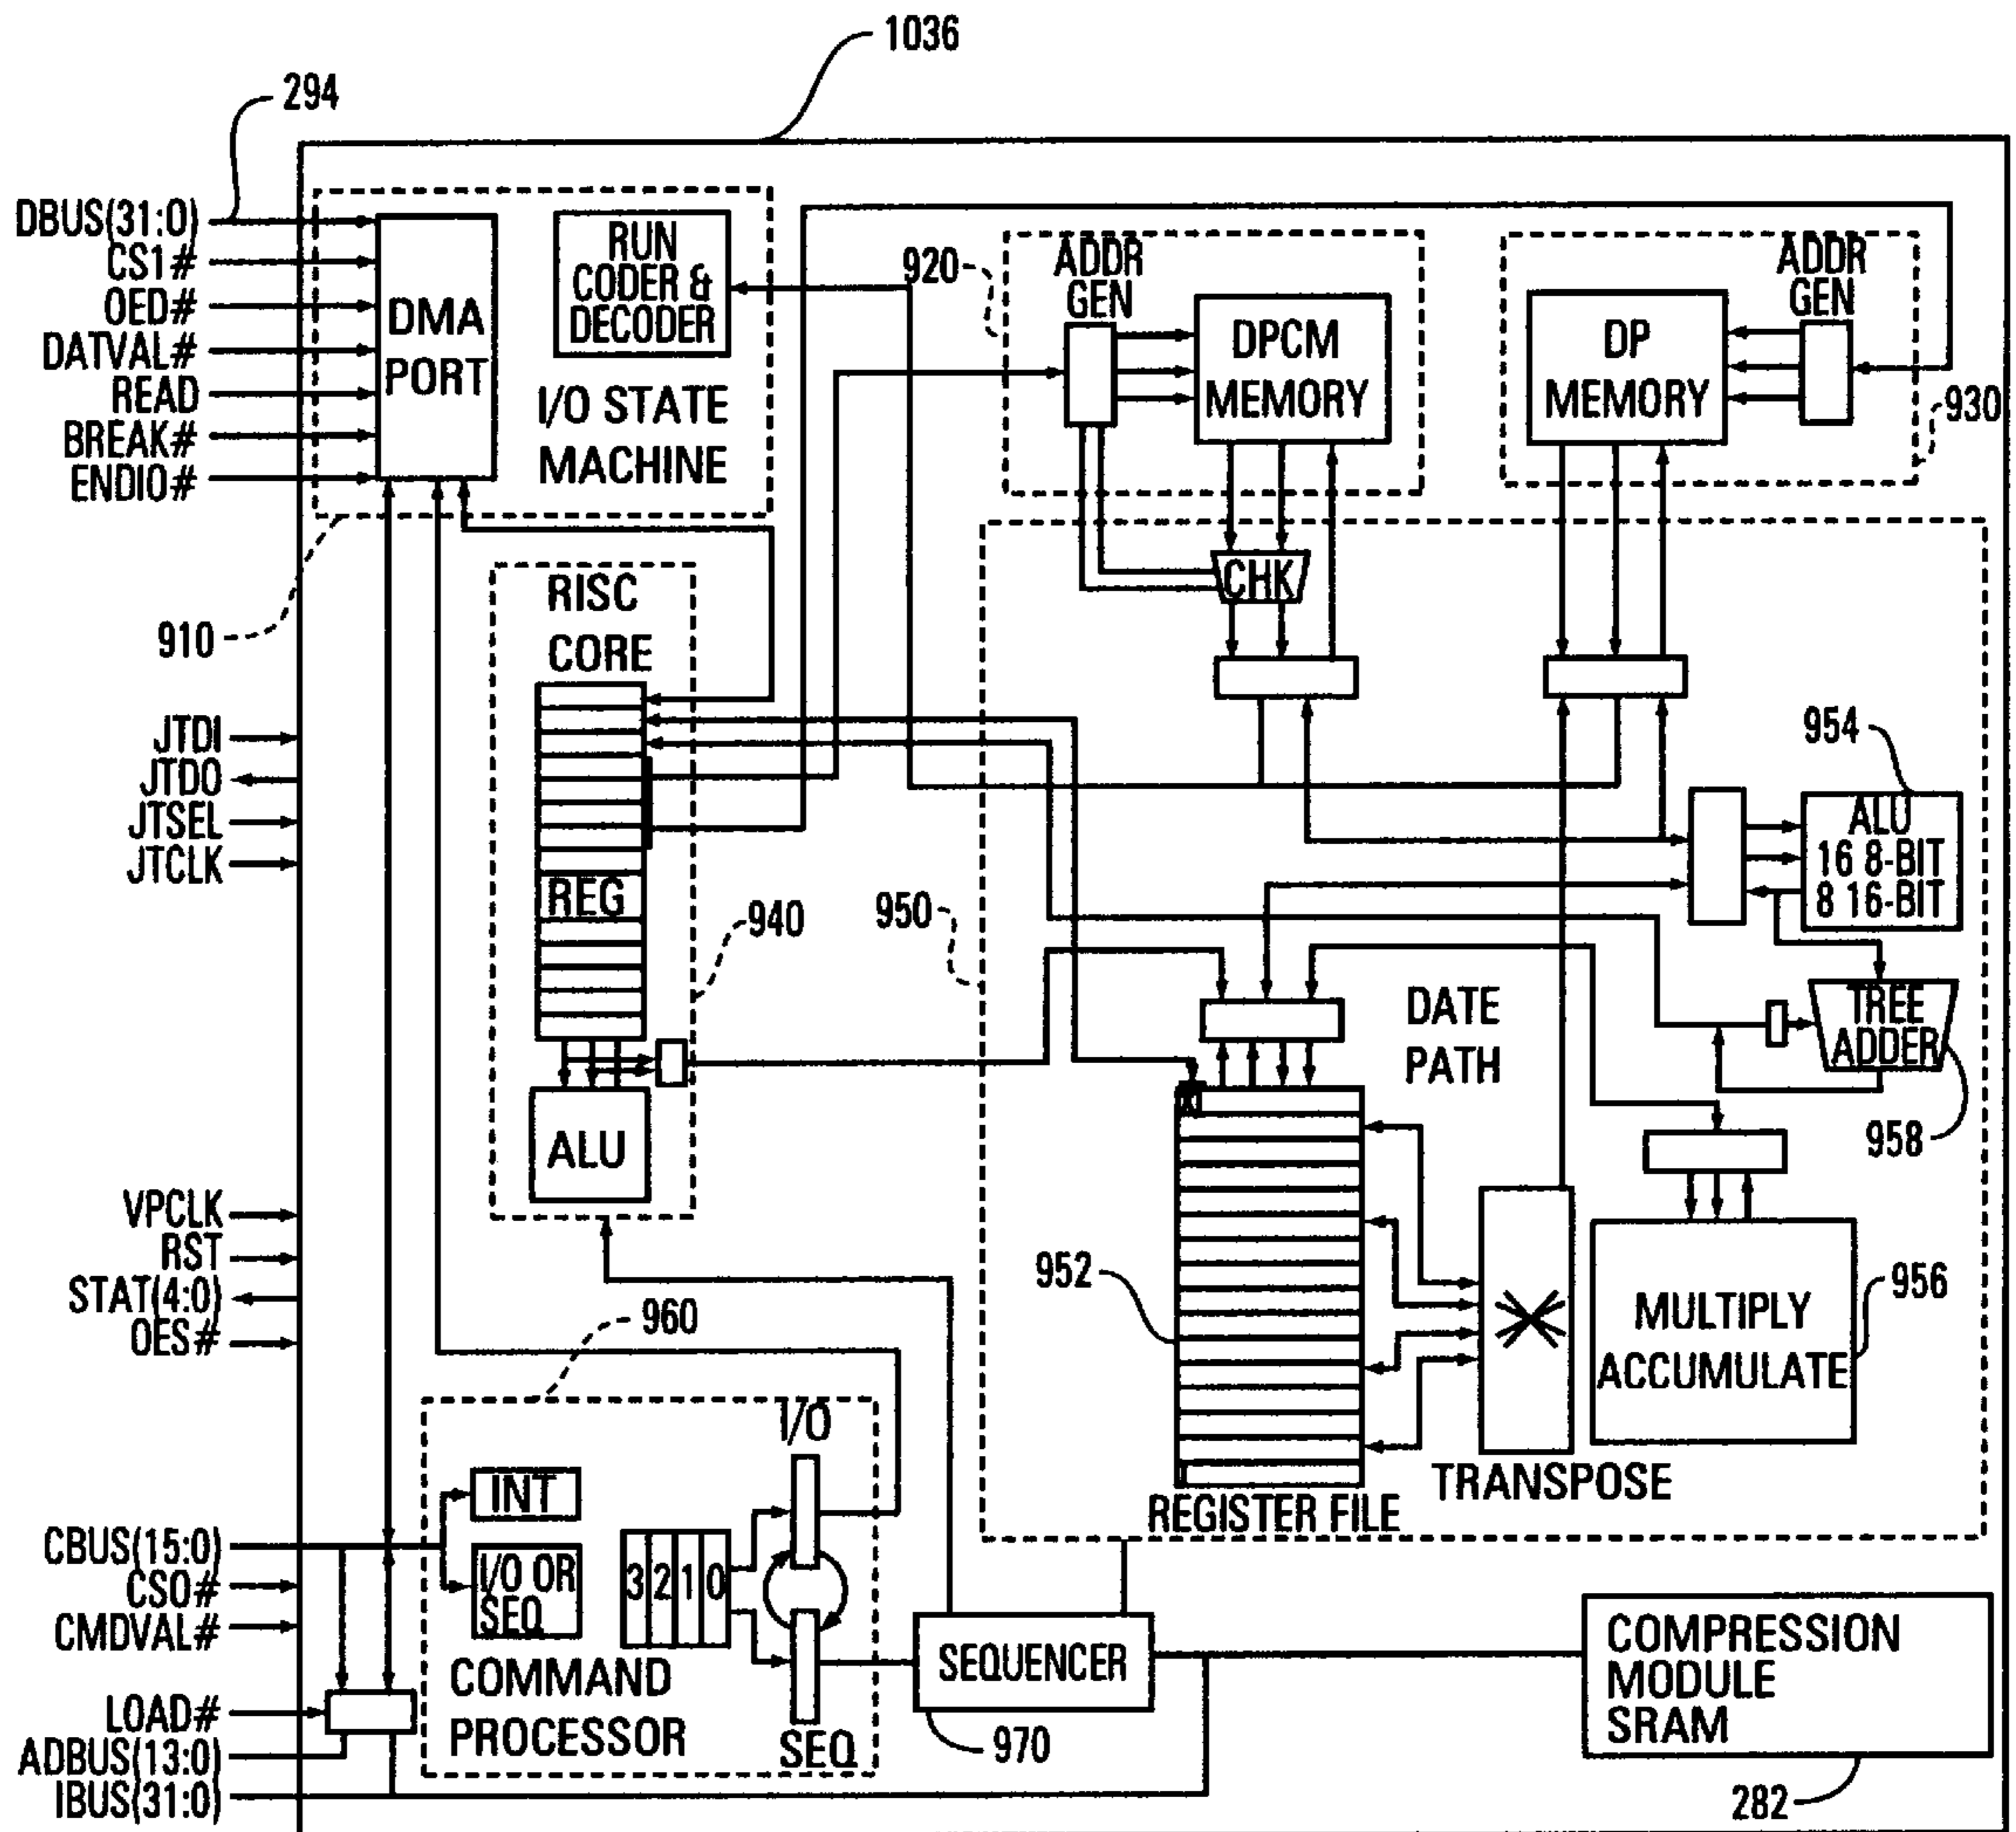 1036
294
DBUS(31:0)
CS1#
OED#
DATVAL#
READ
BREAK#
ENDIO#
DMA
PORT
RUN
CODER &
DECODER
I/O STATE
MACHINE
910
920
ADDR
GEN
DPCM
MEMORY
DP
MEMORY
ADDR
GEN
930
CHK
RISC
CORE
REG
ALU
940
JTDI
JTDO
JTSEL
JTCLK
950
954
ALU
16 8-BIT
8 16-BIT
TREE
ADDER
958
DATE
PATH
952
REGISTER FILE
TRANSPOSE
MULTIPLY
ACCUMULATE
956
VPCLK
RST
STAT(4:0)
OES#
960
I/O
INT
I/O OR
SEQ
3 2 1 0
COMMAND
PROCESSOR
SEQ
CBUS(15:0)
CSO#
CMDVAL#
LOAD#
ADBUS(13:0)
IBUS(31:0)
SEQUENCER
970
COMPRESSION
MODULE
SRAM
282